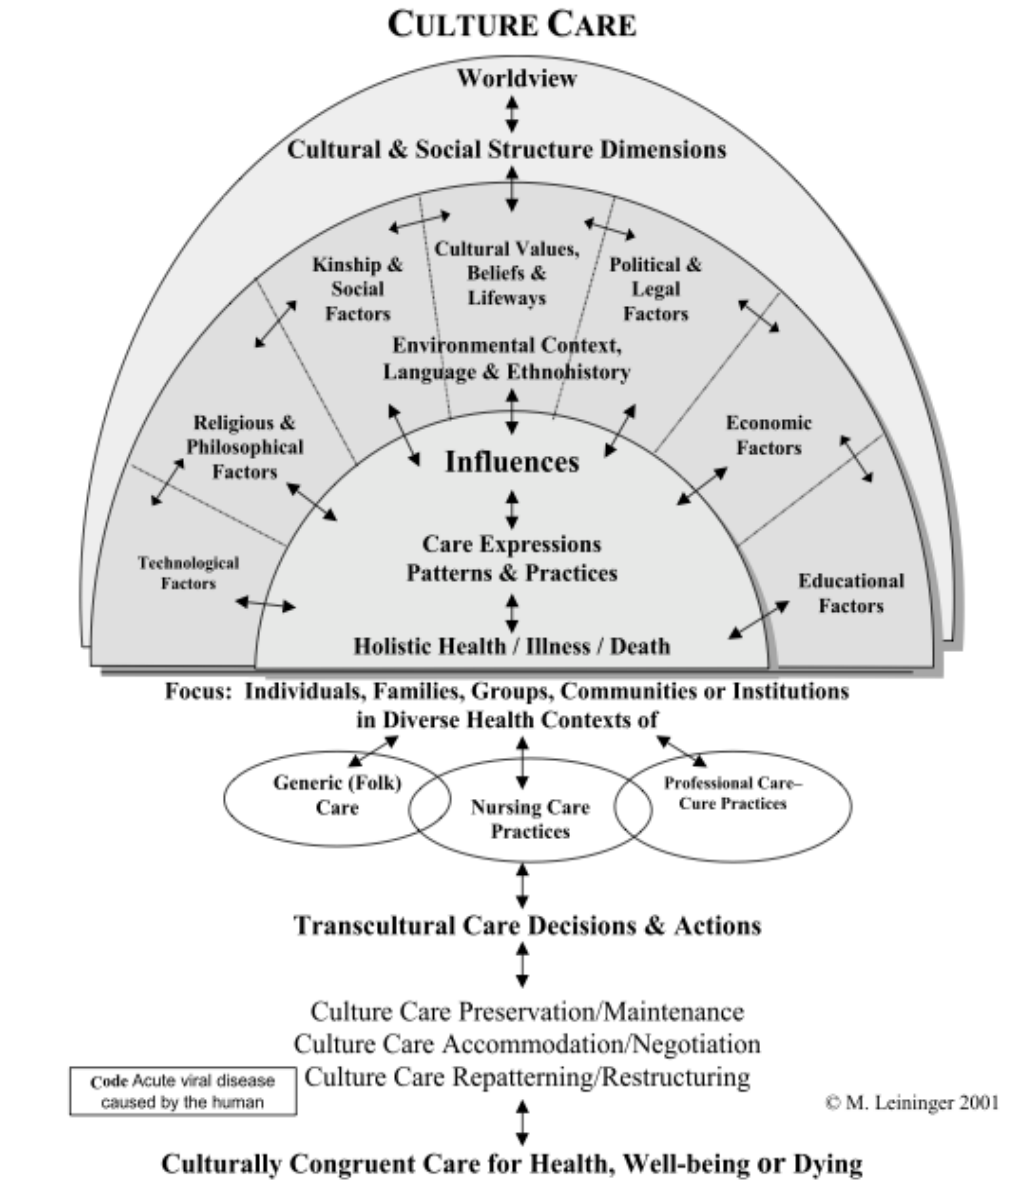 CULTURE CARE
Worldview
Cultural & Social Structure Dimensions
Cultural Values,
Beliefs &
Lifeways
Kinship &
Social
Factors
Political &
Legal
Factors
Environmental Context,
Language & Ethnohistory
Religious &
Philosophical
Factors
Economic
Factors
Technological
Factors
Educational
Factors
Influences
Care Expressions
Patterns & Practices
Holistic Health / Illness / Death
Focus: Individuals, Families, Groups, Communities or Institutions
in Diverse Health Contexts of
Generic (Folk)
Care
Nursing Care
Practices
Professional Care–
Cure Practices
Transcultural Care Decisions & Actions
Culture Care Preservation/Maintenance
Culture Care Accommodation/Negotiation
Culture Care Repatterning/Restructuring
Code Acute viral disease
caused by the human
© M. Leininger 2001
Culturally Congruent Care for Health, Well-being or Dying